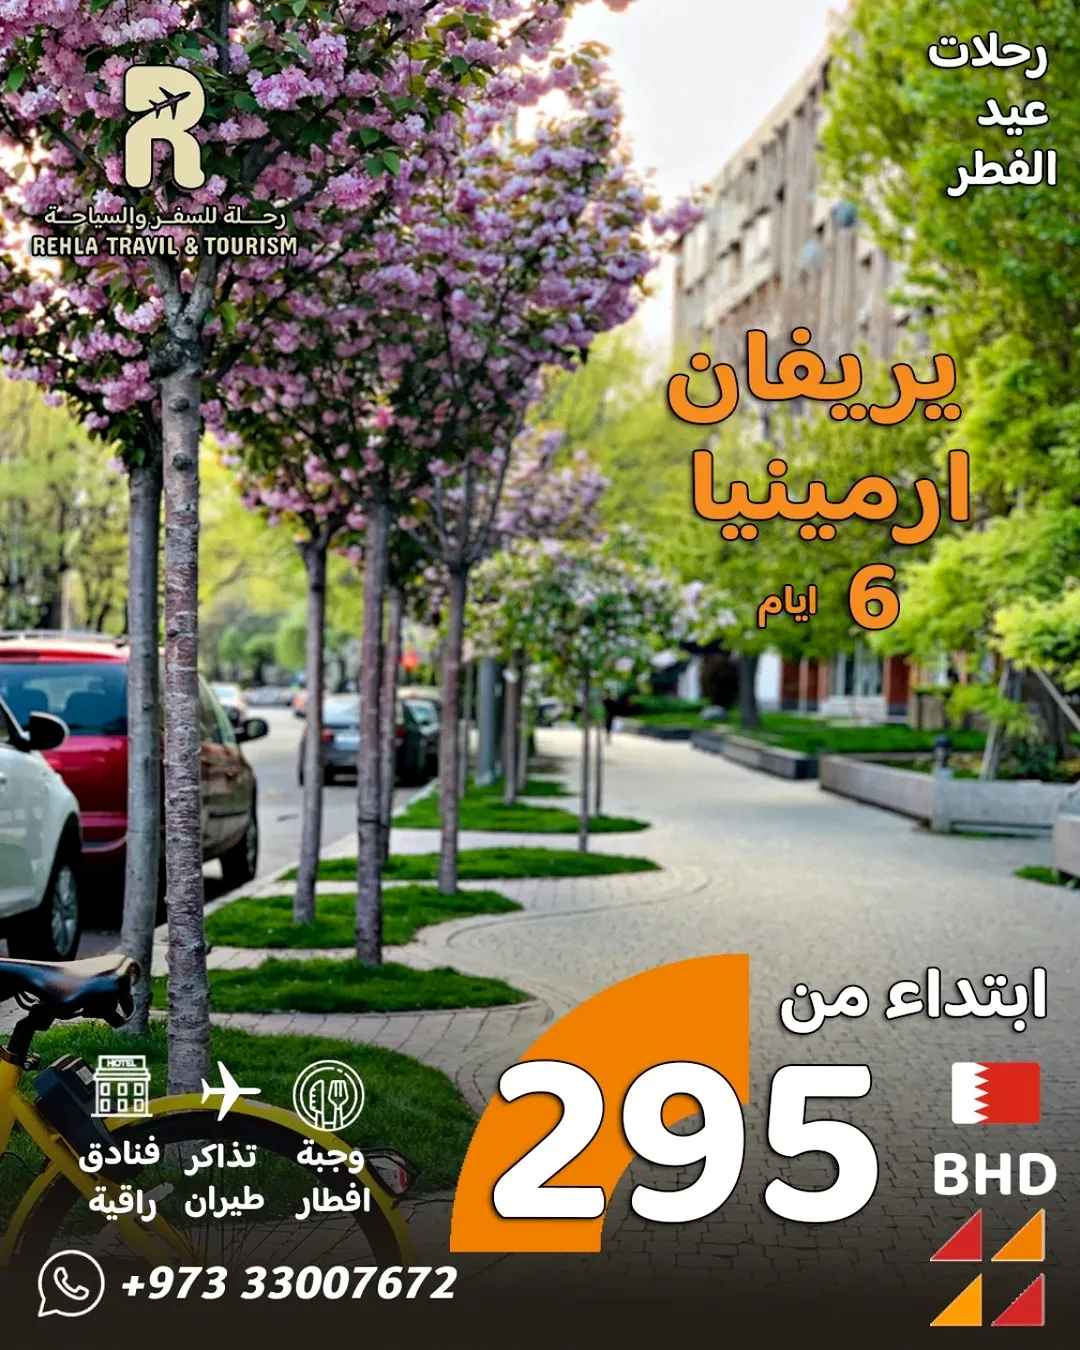 رحلات
عيد
الفطر
R
رحلة للسفر والسياحة
REHLA TRAVIL & TOURISM
يريفان
ارمينيا
6 ايام
ابتداء من
295
BHD
HOTEL
فنادق
راقية
تذاكر
طيران
وجبة
افطار
+973 33007672